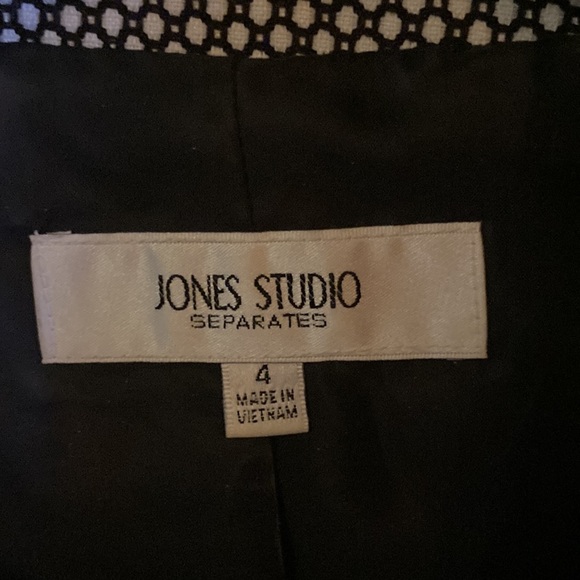 JONES STUDIO
SEPARATES
4
MADE IN
VIETNAM